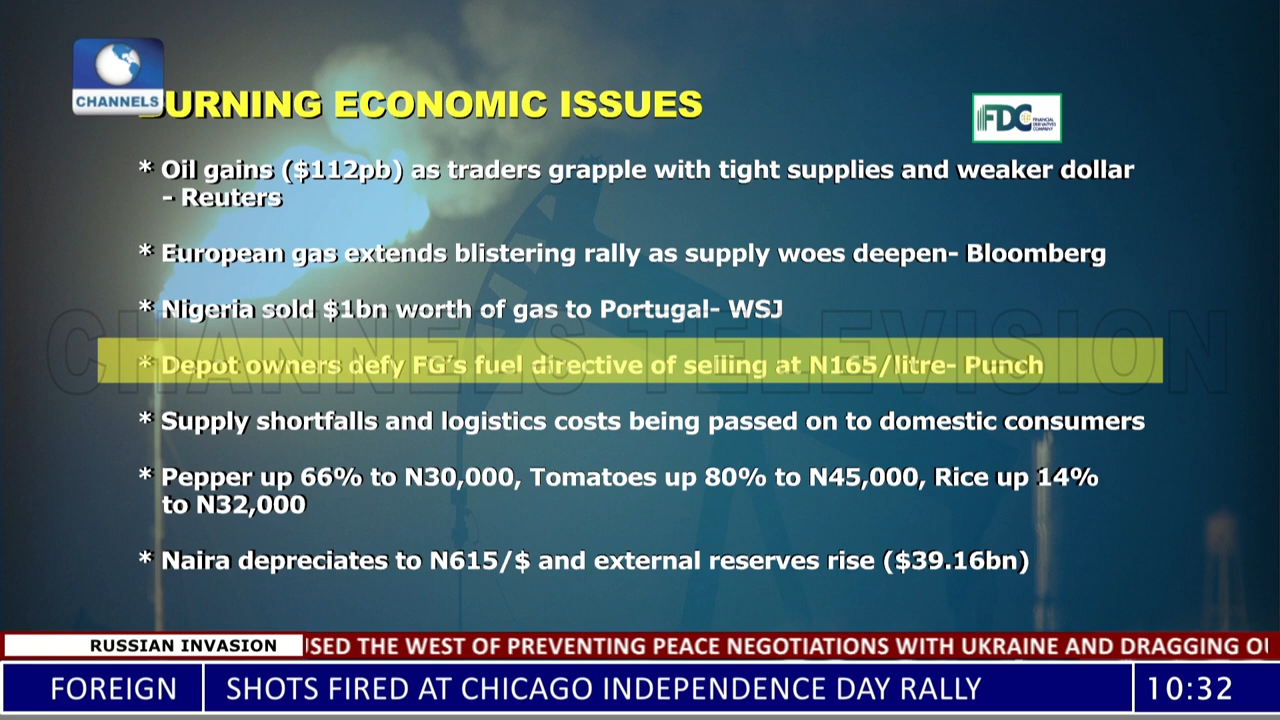 CHANNELS
BURNING ECONOMIC ISSUES
FDC FINANCIAL
DERIVATIVES
COMPANY
* Oil gains ($112pb) as traders grapple with tight supplies and weaker dollar
- Reuters
* European gas extends blistering rally as supply woes deepen- Bloomberg
* Nigeria sold $1bn worth of gas to Portugal- WSJ
CHANNELS TELEVISION
* Depot owners defy FG's fuel directive of selling at N165/litre- Punch
* Supply shortfalls and logistics costs being passed on to domestic consumers
* Pepper up 66% to N30,000, Tomatoes up 80% to N45,000, Rice up 14%
to N32,000
* Naira depreciates to N615/$ and external reserves rise ($39.16bn)
RUSSIAN INVASION THE WEST OF PREVENTING PEACE NEGOTIATIONS WITH UKRAINE AND DRAGGING
FOREIGN SHOTS FIRED AT CHICAGO INDEPENDENCE DAY RALLY 10:32